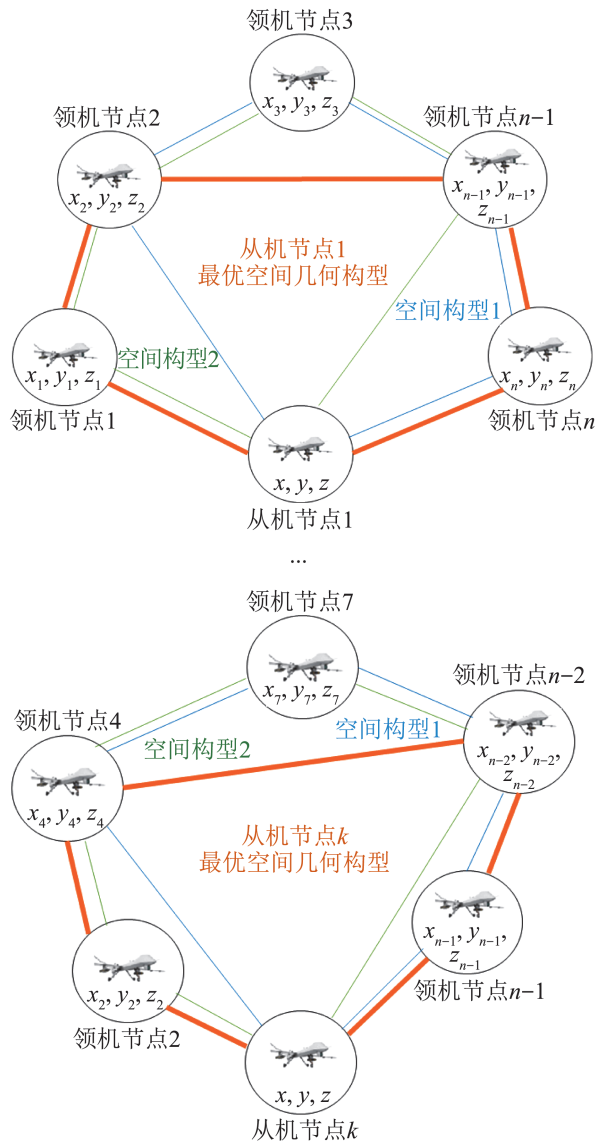 领机节点3
x3, y3, z3
领机节点2
x2, y2, z2
领机节点n-1
xn-1, yn-1,
zn-1
从机节点1
最优空间几何构型
空间构型1
空间构型2
x1, y1, z1
领机节点1
xn, yn, zn
领机节点n
x, y, z
从机节点1
...
领机节点7
x7, y7, z7
领机节点n-2
xn-2, yn-2,
zn-2
领机节点4
x4, y4, z4
空间构型1
空间构型2
从机节点k
最优空间几何构型
xn-1, yn-1,
zn-1
领机节点n-1
x2, y2, z2
领机节点2
x, y, z
从机节点k